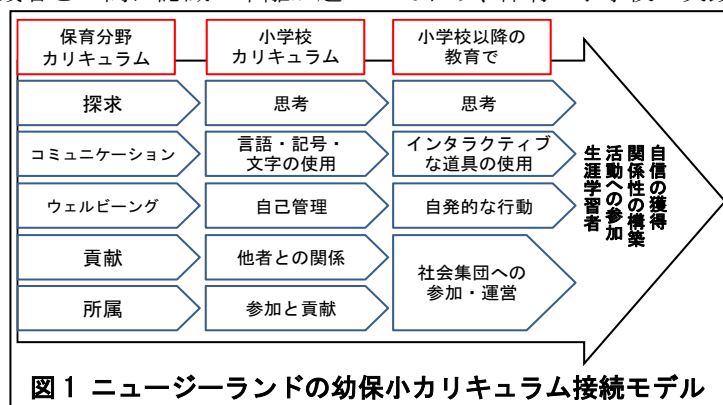 保育分野
カリキュラム
小学校
カリキュラム
小学校以降の
教育で
探求
思考
思考
コミュニケーション
言語・記号・
文字の使用
インタラクティブ
な道具の使用
ウェルビーング
自己管理
自発的な行動
貢献
他者との関係
社会集団への
参加・運営
所属
参加と貢献
自信の獲得
関係性の構築
活動への参加
生涯学習者
図1 ニュージーランドの幼保小カリキュラム接続モデル